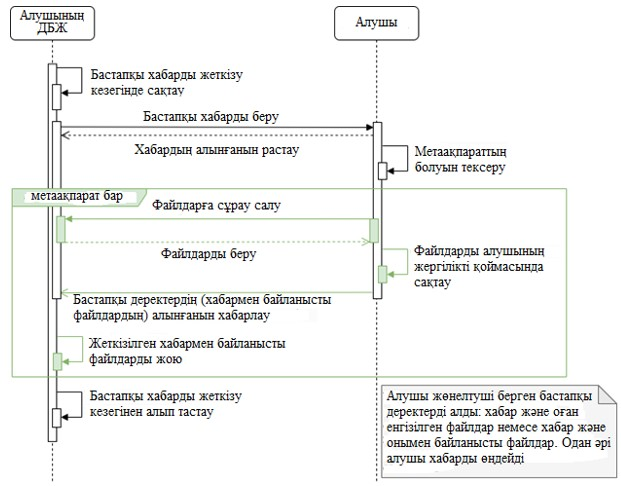 Алушының
ДБЖ
Алушы
Бастапқы хабарды жеткізу
кезегінде сақтау
Бастапқы хабарды беру
Хабардың алынғанын растау
Метаақпараттың
болуын тексеру
метаақпарат бар
Файлдарға сұрау салу
Файлдарды беру
Файлдарды алушының
жергілікті қоймасында
сақтау
Бастапқы деректердің (хабармен байланысты
файлдардың) алынғанын хабарлау
Жеткізілген хабармен байланысты
файлдарды жою
Бастапқы хабарды жеткізу
кезегінен алып тастау
Алушы жөнелтуші берген бастапқы
деректерді алды: хабар және оған
енгізілген файлдар немесе хабар және
онымен байланысты файлдар. Одан әрі
алушы хабарды өңдейді